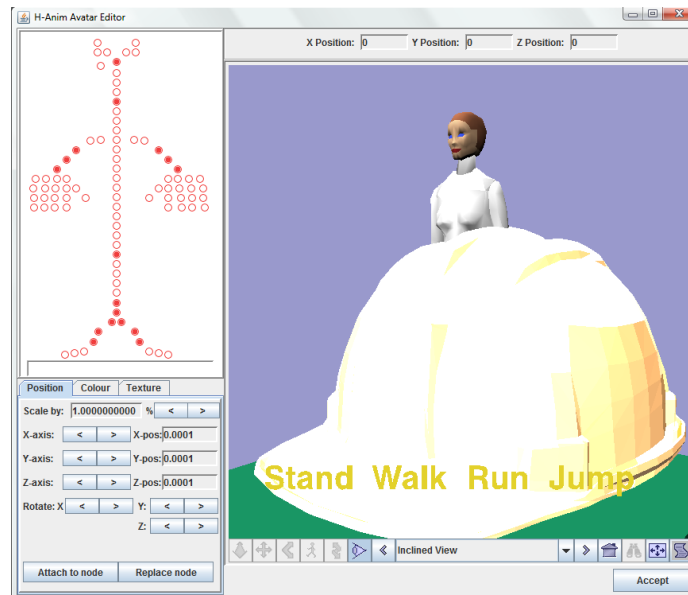 H-Anim Avatar Editor
X Position: 0 Y Position: 0 Z Position: 0
Stand Walk Run Jump
Position Colour Texture
Scale by: 1.0000000000 % < >
X-axis: < > X-pos: 0.0001
Y-axis: < > Y-pos: 0.0001
Z-axis: < > Z-pos: 0.0001
Rotate: X < > Y: < >
Z: < >
Attach to node Replace node
Inclined View
Accept